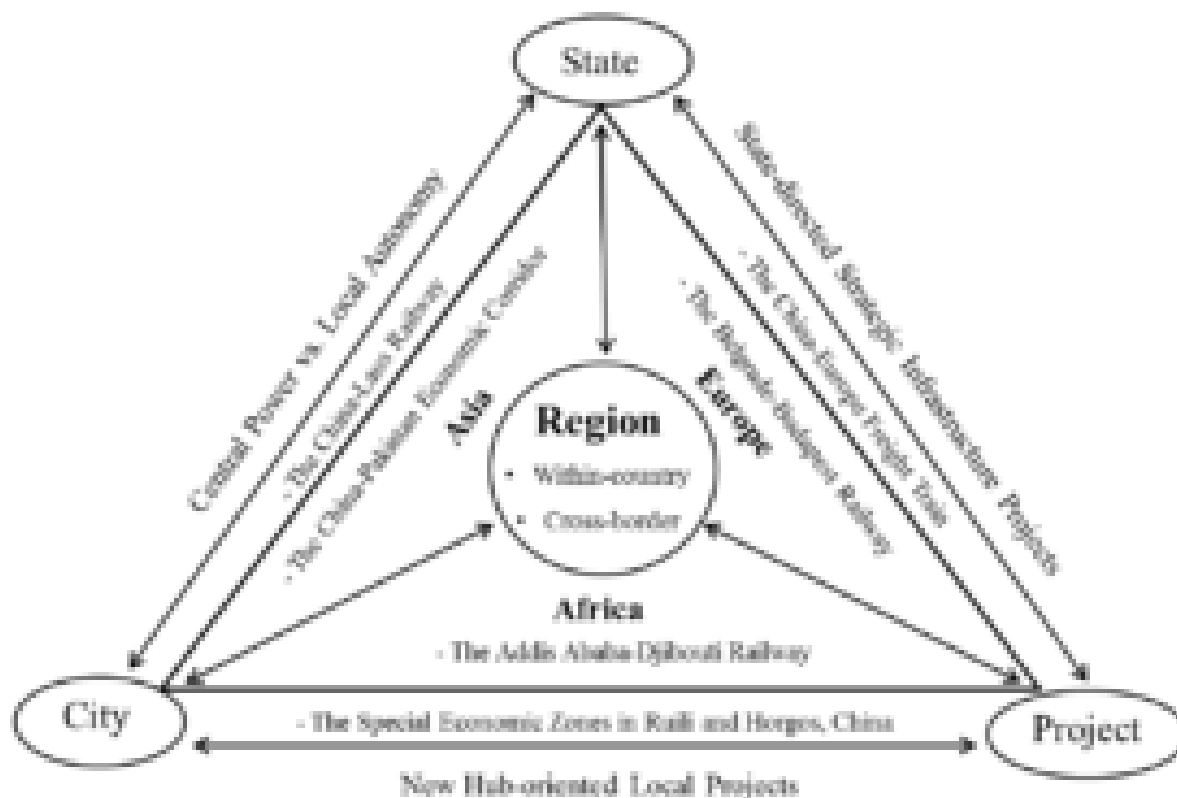 State
Central Power vs. Local Autonomy
- The China-Laos Railway
- The China-Pakistan Economic Corridor
Asia
State-directed Strategic Infrastructure Projects
- The China-Europe Freight Train
- The Belgrade-Budapest Railway
Europe
Region
• Within-country
• Cross-border
Africa
- The Addis Ababa-Djibouti Railway
City
Project
- The Special Economic Zones in Ruili and Horgos, China
New Hub-oriented Local Projects